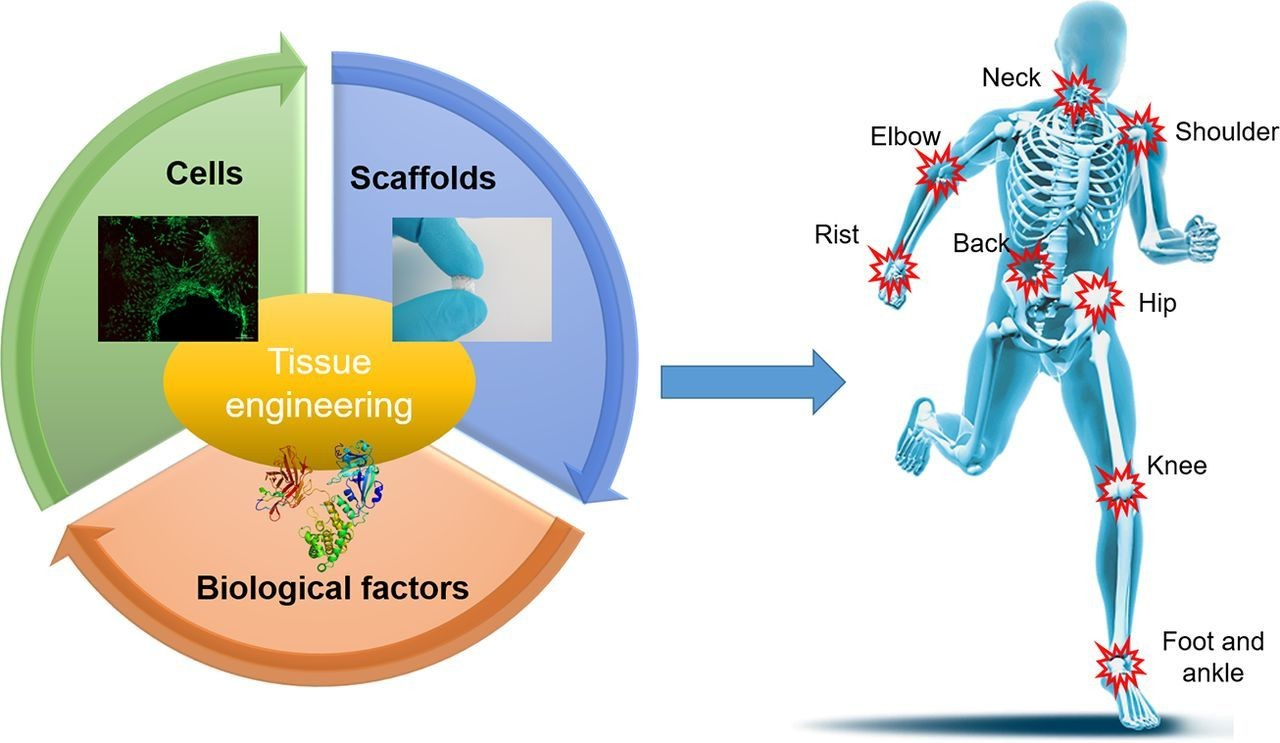 Cells
Scaffolds
Tissue
engineering
Biological factors
Neck
Shoulder
Elbow
Rist
Back
Hip
Knee
Foot and
ankle